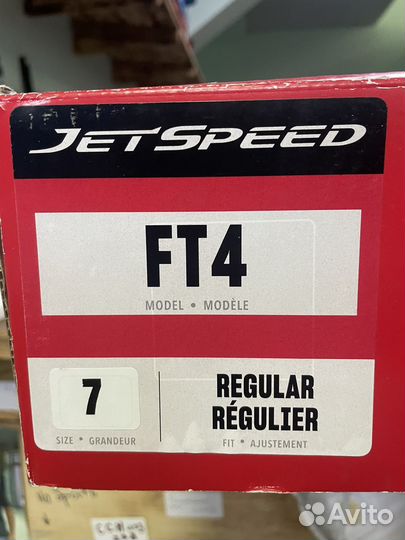 JETSPEED
FT4
MODEL • MODÈLE
7
SIZE • GRANDEUR
REGULAR
RÉGULIER
FIT • AJUSTEMENT
Avito